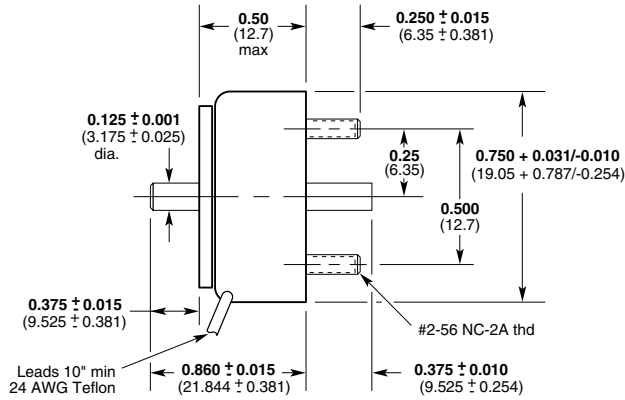 0.50
(12.7)
max
0.250 ± 0.015
(6.35 ± 0.381)
0.125 ± 0.001
(3.175 ± 0.025)
dia.
0.25
(6.35)
0.750 + 0.031/-0.010
(19.05 + 0.787/-0.254)
0.500
(12.7)
0.375 ± 0.015
(9.525 ± 0.381)
#2-56 NC-2A thd
Leads 10" min
24 AWG Teflon
0.860 ± 0.015
(21.844 ± 0.381)
0.375 ± 0.010
(9.525 ± 0.254)